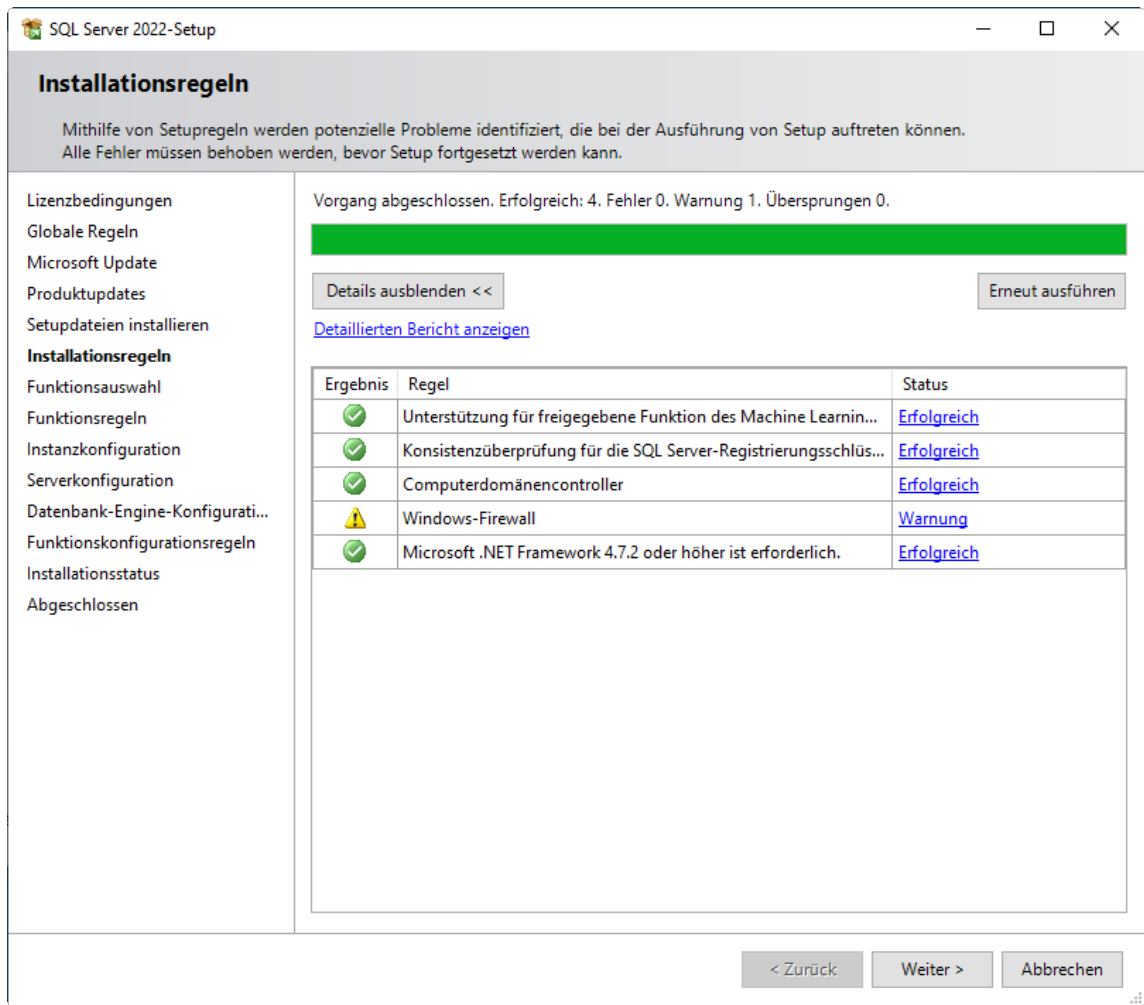 SQL Server 2022-Setup
Installationsregeln
Mithilfe von Setupregeln werden potenzielle Probleme identifiziert, die bei der Ausführung von Setup auftreten können.
Alle Fehler müssen behoben werden, bevor Setup fortgesetzt werden kann.
Lizenzbedingungen
Globale Regeln
Microsoft Update
Produktupdates
Setupdateien installieren
Installationsregeln
Funktionsauswahl
Funktionsregeln
Instanzkonfiguration
Serverkonfiguration
Datenbank-Engine-Konfigurati...
Funktionskonfigurationsregeln
Installationsstatus
Abgeschlossen
Vorgang abgeschlossen. Erfolgreich: 4. Fehler 0. Warnung 1. Übersprungen 0.
Details ausblenden << Erneut ausführen
Detaillierten Bericht anzeigen
Ergebnis Regel Status
Unterstützung für freigegebene Funktion des Machine Learnin... Erfolgreich
Konsistenzüberprüfung für die SQL Server-Registrierungsschlüs... Erfolgreich
Computerdomänencontroller Erfolgreich
Windows-Firewall Warnung
Microsoft .NET Framework 4.7.2 oder höher ist erforderlich. Erfolgreich
< Zurück Weiter > Abbrechen